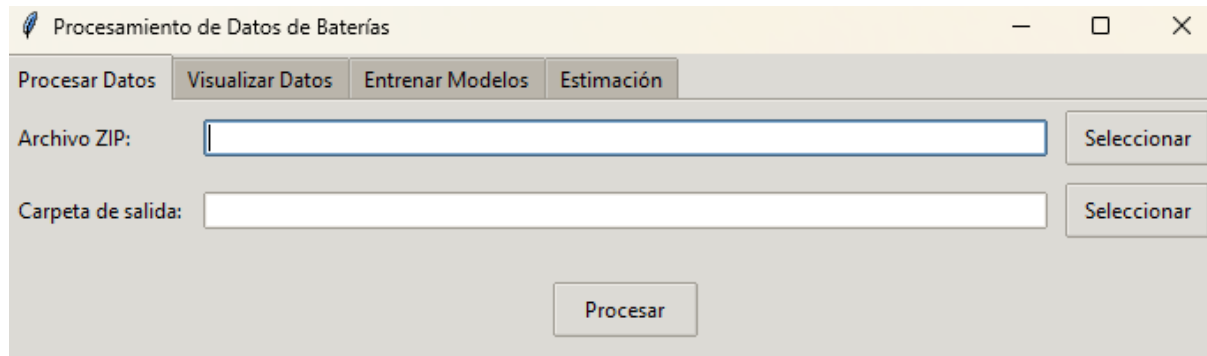 Procesamiento de Datos de Baterías
Procesar Datos Visualizar Datos Entrenar Modelos Estimación
Archivo ZIP: Seleccionar
Carpeta de salida: Seleccionar
Procesar